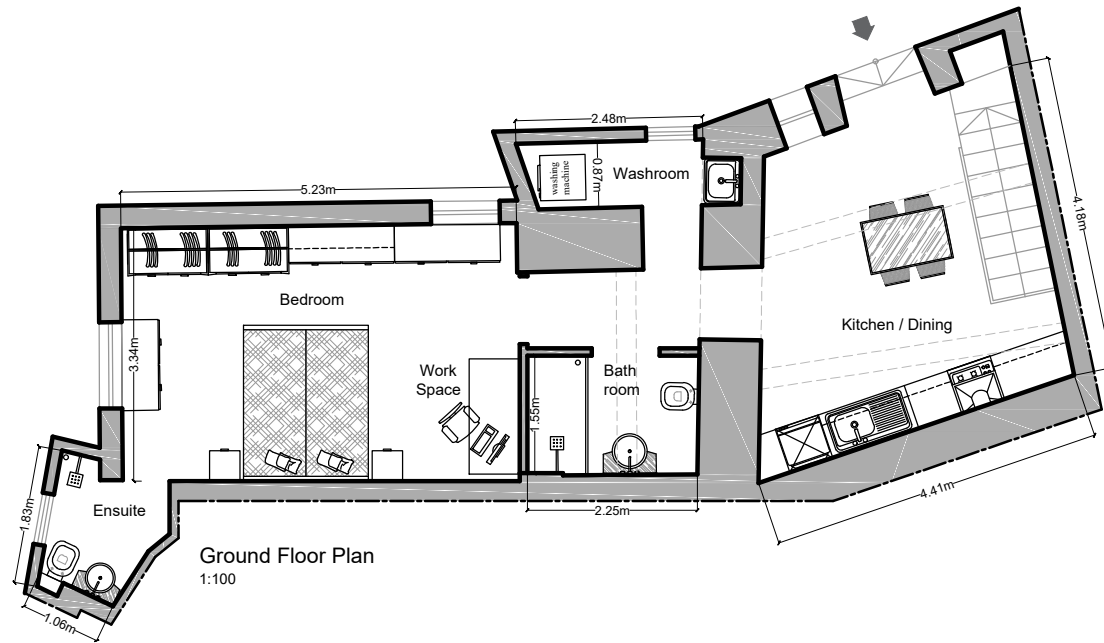 2.48m
washing
machine
0.87m
Washroom
5.23m
4.18m
Bedroom
3.34m
Kitchen / Dining
Work
Space
Bath
room
1.55m
4.41m
2.25m
1.83m
Ensuite
1.06m
Ground Floor Plan
1:100